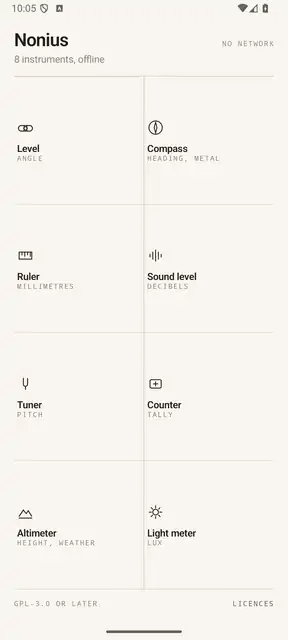 10:05
Nonius
NO NETWORK
8 instruments, offline
Level
ANGLE
Compass
HEADING, METAL
Ruler
MILLIMETRES
Sound level
DECIBELS
Tuner
PITCH
Counter
TALLY
Altimeter
HEIGHT, WEATHER
Light meter
LUX
GPL-3.0 OR LATER
LICENCES